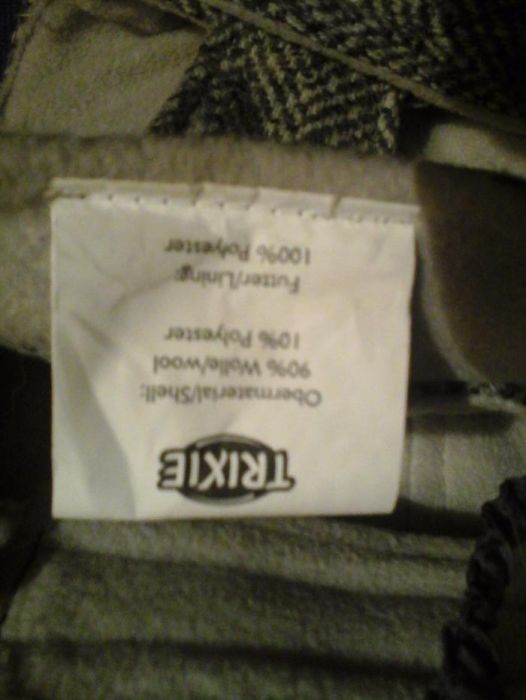 TRIXIE
Obermaterial/Shell:
90% Wolle/wool
10% Polyester
Futter/Lining:
100% Polyester